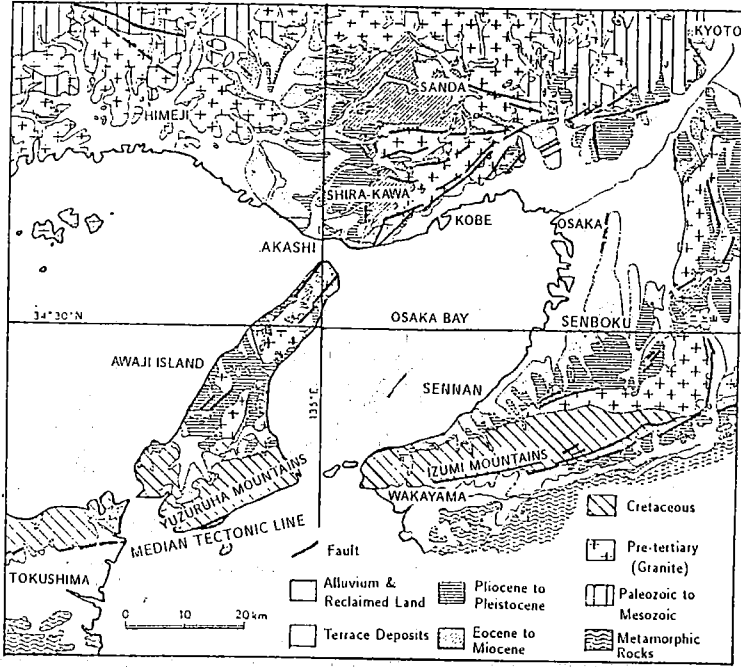 KYOTO
SANDA
HIMEJI
SHIRA-KAWA
KOBE
OSAKA
AKASHI
34°30'N
OSAKA BAY
SENBOKU
AWAJI ISLAND
SENNAN
135°E
IZUMI MOUNTAINS
YUZURUHA MOUNTAINS
WAKAYAMA
MEDIAN TECTONIC LINE
TOKUSHIMA
Fault
Cretaceous
Pre-tertiary
(Granite)
Alluvium &
Reclaimed Land
Pliocene to
Pleistocene
Paleozoic to
Mesozoic
Terrace Deposits
Eocene to
Miocene
Metamorphic
Rocks
0 10 20 km